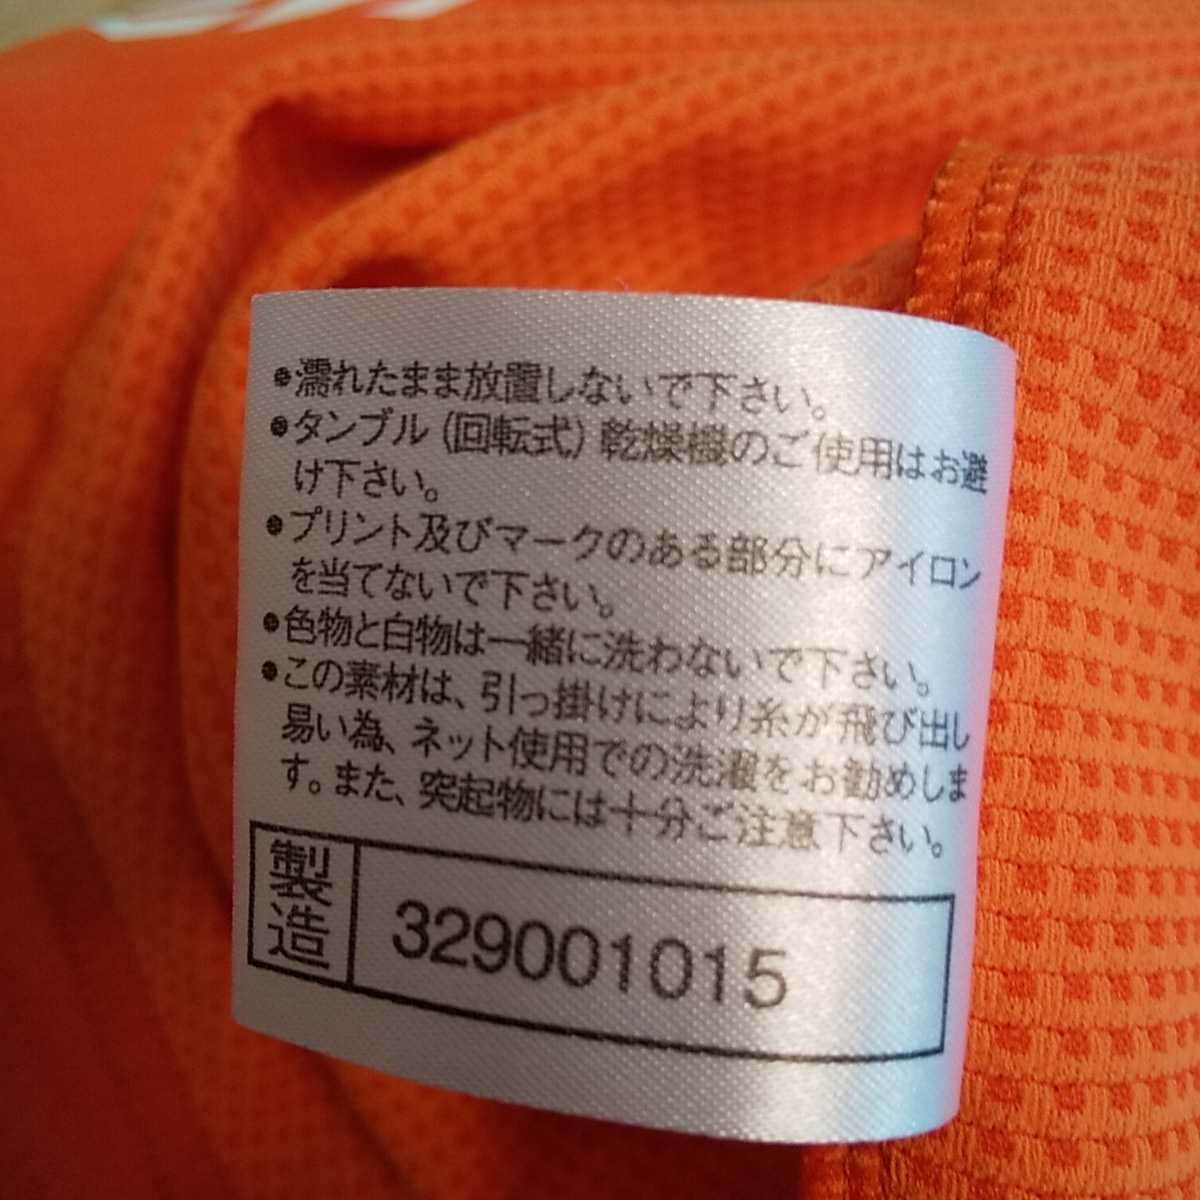 ●濡れたまま放置しないで下さい。
●タンブル(回転式)乾燥機のご使用はお避
け下さい。
●プリント及びマークのある部分にアイロン
を当てないで下さい。
●色物と白物は一緒に洗わないで下さい。
●この素材は、引っ掛けにより糸が飛び出し
易い為、ネット使用での洗濯をお勧めしま
す。また、突起物には十分ご注意下さい。
製造 329001015